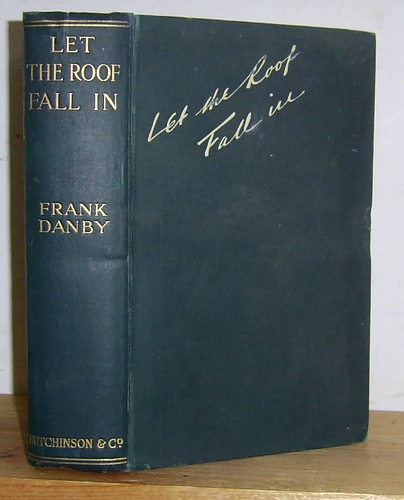 LET
THE ROOF
FALL IN
FRANK
DANBY
HUTCHINSON & Co
Let the Roof
Fall in